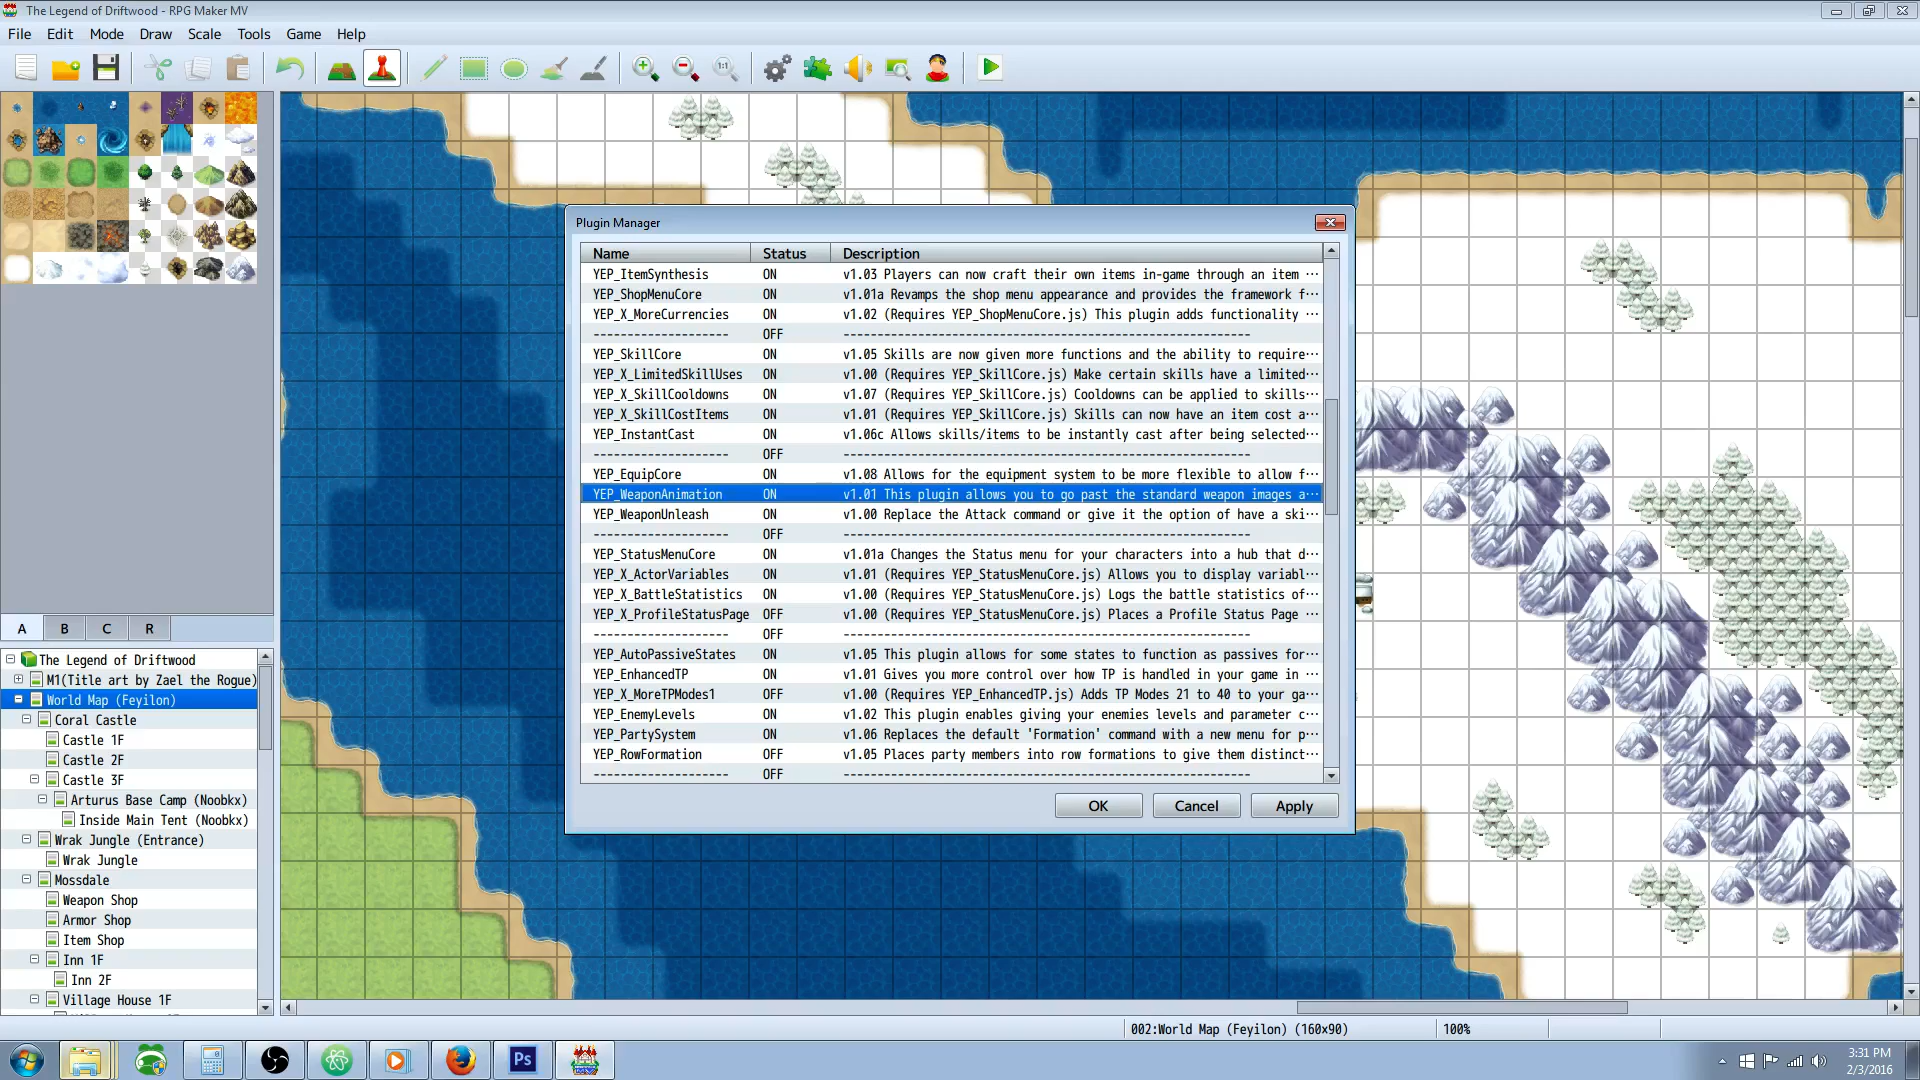 The Legend of Driftwood - RPG Maker MV
File Edit Mode Draw Scale Tools Game Help
1:1
Plugin Manager
Name Status Description
YEP_ItemSynthesis ON v1.03 Players can now craft their own items in-game through an item ···
YEP_ShopMenuCore ON v1.01a Revamps the shop menu appearance and provides the framework f···
YEP_X_MoreCurrencies ON v1.02 (Requires YEP_ShopMenuCore.js) This plugin adds functionality ···
-------------------- OFF ------------------------------------------------
YEP_SkillCore ON v1.05 Skills are now given more functions and the ability to require···
YEP_X_LimitedSkillUses ON v1.00 (Requires YEP_SkillCore.js) Make certain skills have a limited···
YEP_X_SkillCooldowns ON v1.07 (Requires YEP_SkillCore.js) Cooldowns can be applied to skills···
YEP_X_SkillCostItems ON v1.01 (Requires YEP_SkillCore.js) Skills can now have an item cost a···
YEP_InstantCast ON v1.06c Allows skills/items to be instantly cast after being selected···
-------------------- OFF ------------------------------------------------
YEP_EquipCore ON v1.08 Allows for the equipment system to be more flexible to allow f···
YEP_WeaponAnimation ON v1.01 This plugin allows you to go past the standard weapon images a···
YEP_WeaponUnleash ON v1.00 Replace the Attack command or give it the option of have a ski···
-------------------- OFF ------------------------------------------------
YEP_StatusMenuCore ON v1.01a Changes the Status menu for your characters into a hub that d···
YEP_X_ActorVariables ON v1.01 (Requires YEP_StatusMenuCore.js) Allows you to display variabl···
YEP_X_BattleStatistics ON v1.00 (Requires YEP_StatusMenuCore.js) Logs the battle statistics of···
YEP_X_ProfileStatusPage OFF v1.00 (Requires YEP_StatusMenuCore.js) Places a Profile Status Page ···
-------------------- OFF ------------------------------------------------
YEP_AutoPassiveStates ON v1.05 This plugin allows for some states to function as passives for···
YEP_EnhancedTP ON v1.01 Gives you more control over how TP is handled in your game in ···
YEP_X_MoreTPModes1 OFF v1.00 (Requires YEP_EnhancedTP.js) Adds TP Modes 21 to 40 to your ga···
YEP_EnemyLevels ON v1.02 This plugin enables giving your enemies levels and parameter c···
YEP_PartySystem ON v1.06 Replaces the default 'Formation' command with a new menu for p···
YEP_RowFormation OFF v1.05 Places party members into row formations to give them distinct···
-------------------- OFF ------------------------------------------------
OK Cancel Apply
A B C R
The Legend of Driftwood
M1(Title art by Zael the Rogue)
World Map (Feyilon)
Coral Castle
Castle 1F
Castle 2F
Castle 3F
Arturus Base Camp (Noobkx)
Inside Main Tent (Noobkx)
Wrak Jungle (Entrance)
Wrak Jungle
Mossdale
Weapon Shop
Armor Shop
Item Shop
Inn 1F
Inn 2F
Village House 1F
002:World Map (Feyilon) (160x90) 100%
Ps
3:31 PM
2/3/2016